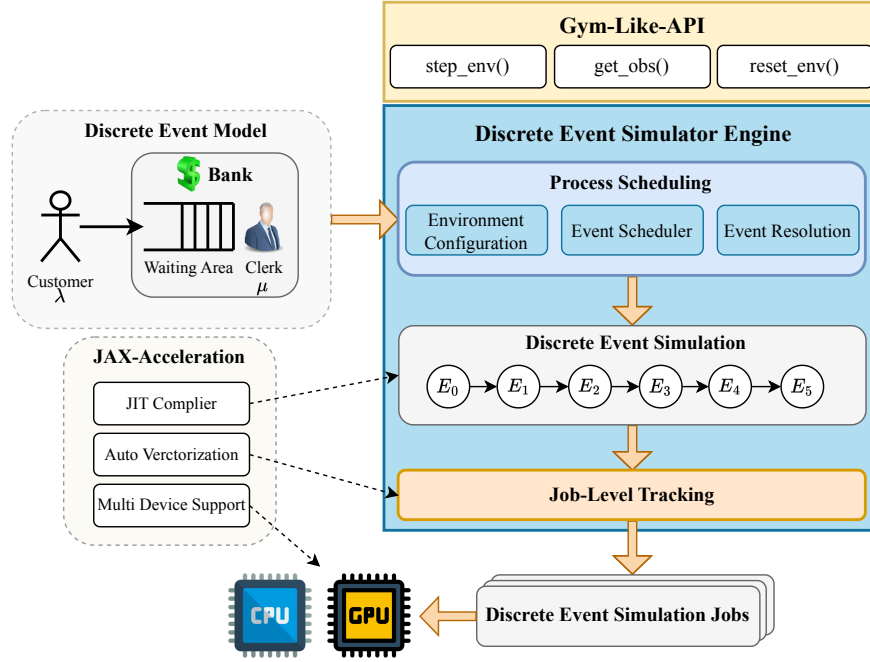 Gym-Like-API
step_env()
get_obs()
reset_env()
Discrete Event Model
Bank
Customer
λ
Waiting Area
Clerk
μ
Discrete Event Simulator Engine
Process Scheduling
Environment
Configuration
Event Scheduler
Event Resolution
Discrete Event Simulation
E0
E1
E2
E3
E4
E5
JAX-Acceleration
JIT Complier
Auto Verctorization
Multi Device Support
Job-Level Tracking
CPU
GPU
Discrete Event Simulation Jobs